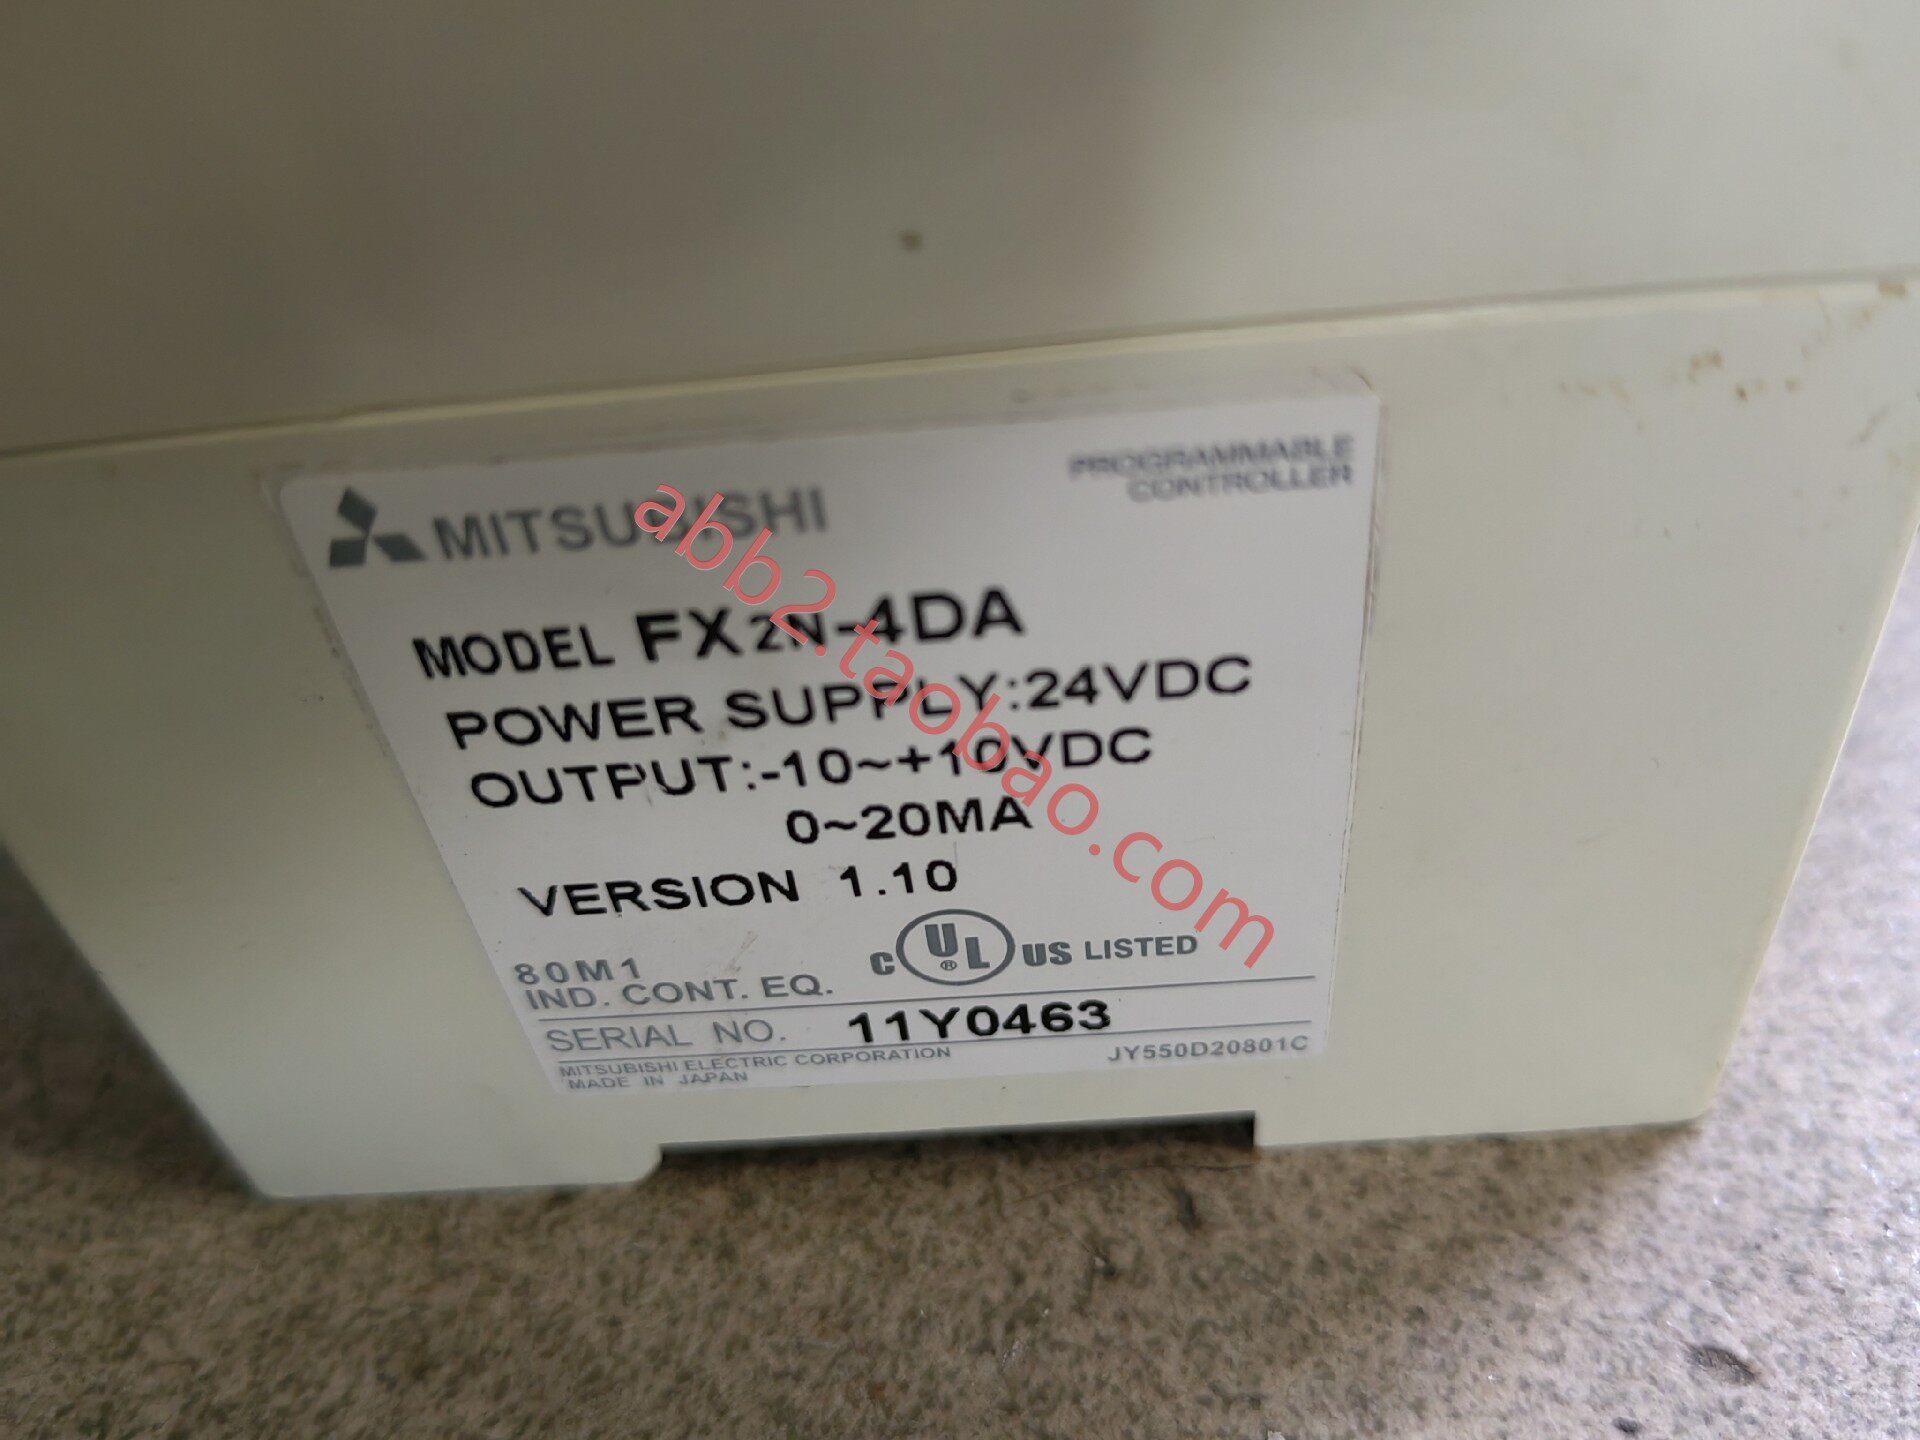 MITSUBISHI
PROGRAMMABLE
CONTROLLER
MODEL FX2N-4DA
POWER SUPPLY:24VDC
OUTPUT:-10~+10VDC
0~20MA
VERSION 1.10
80M1
IND. CONT. EQ.
C UL ® US LISTED
SERIAL NO. 11Y0463
MITSUBISHI ELECTRIC CORPORATION
MADE IN JAPAN
JY550D20801C
abb2.taobao.com